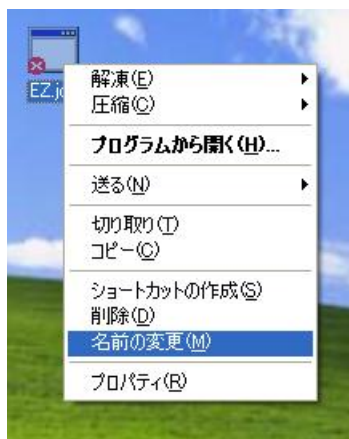 EZ.jc
解凍(E)
圧縮(C)
プログラムから開く(H)...
送る(N)
切り取り(T)
コピー(C)
ショートカットの作成(S)
削除(D)
名前の変更(M)
プロパティ(R)